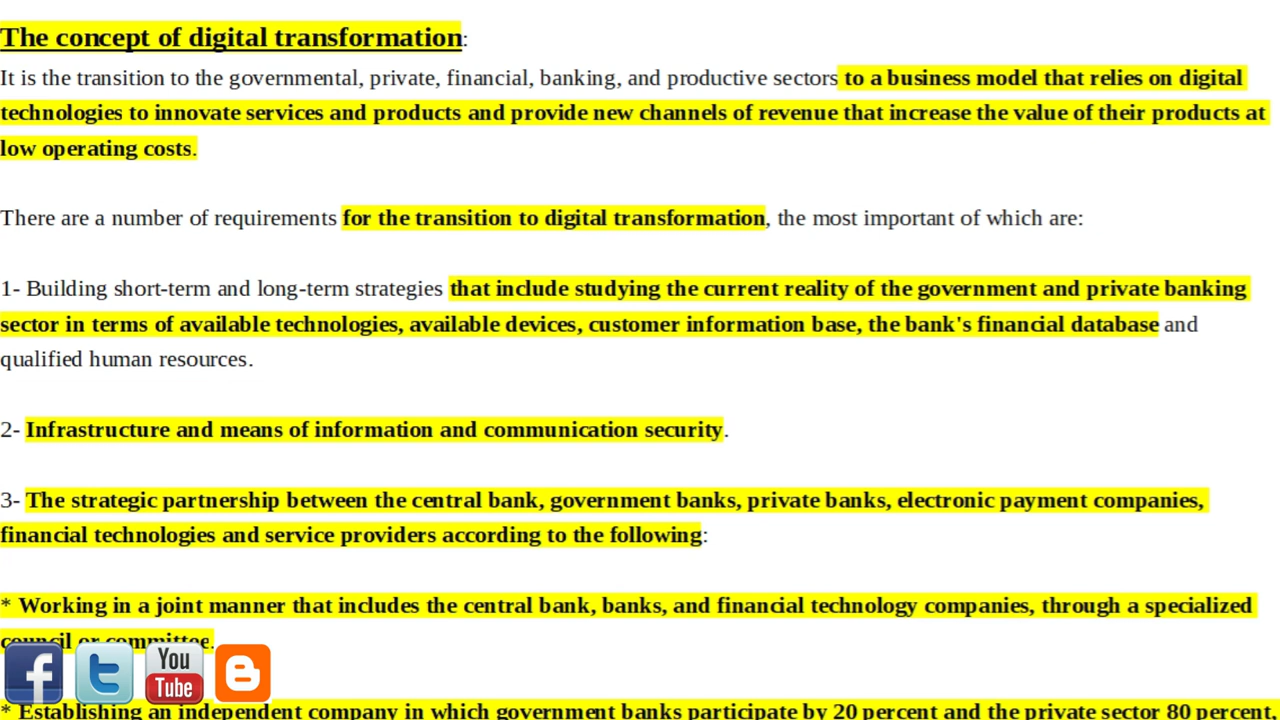 The concept of digital transformation:
It is the transition to the governmental, private, financial, banking, and productive sectors to a business model that relies on digital
technologies to innovate services and products and provide new channels of revenue that increase the value of their products at
low operating costs.
There are a number of requirements for the transition to digital transformation, the most important of which are:
1- Building short-term and long-term strategies that include studying the current reality of the government and private banking
sector in terms of available technologies, available devices, customer information base, the bank's financial database and
qualified human resources.
2- Infrastructure and means of information and communication security.
3- The strategic partnership between the central bank, government banks, private banks, electronic payment companies,
financial technologies and service providers according to the following:
* Working in a joint manner that includes the central bank, banks, and financial technology companies, through a specialized
council or committee.
You
Tube
* Establishing an independent company in which government banks participate by 20 percent and the private sector 80 percent.